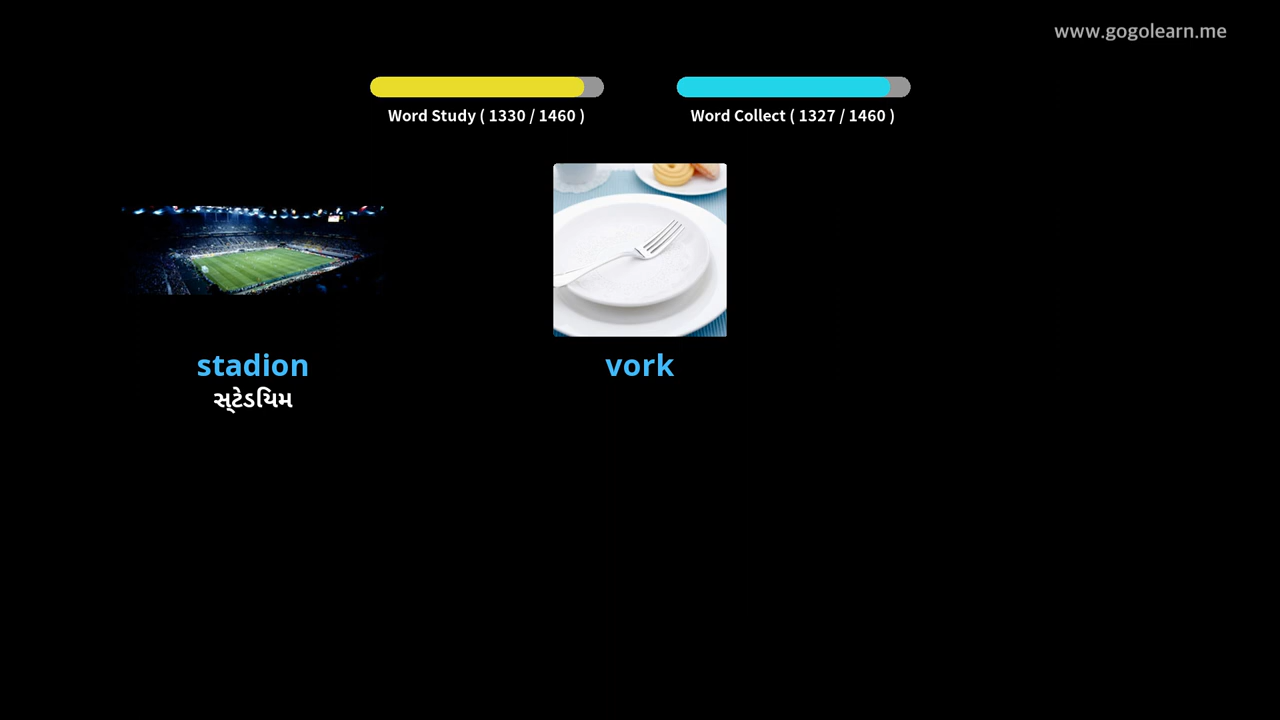 www.gogolearn.me
Word Study ( 1330 / 1460 )
Word Collect ( 1327 / 1460 )
stadion
સ્ટેડિયમ
vork